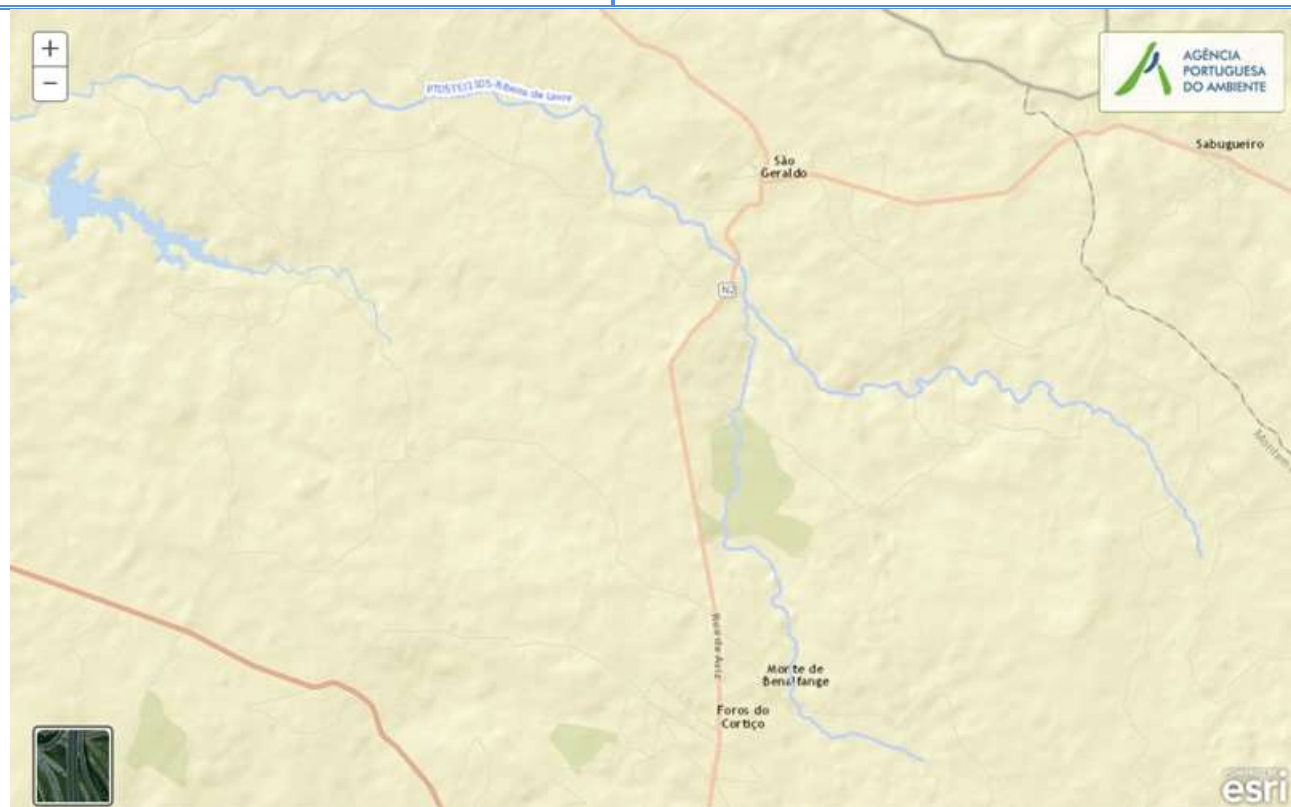 +
−
AGÊNCIA
PORTUGUESA
DO AMBIENTE
Sabugueiro
São
Geraldo
N2
Monte de
Benalfange
Foros do
Cortiço
esri